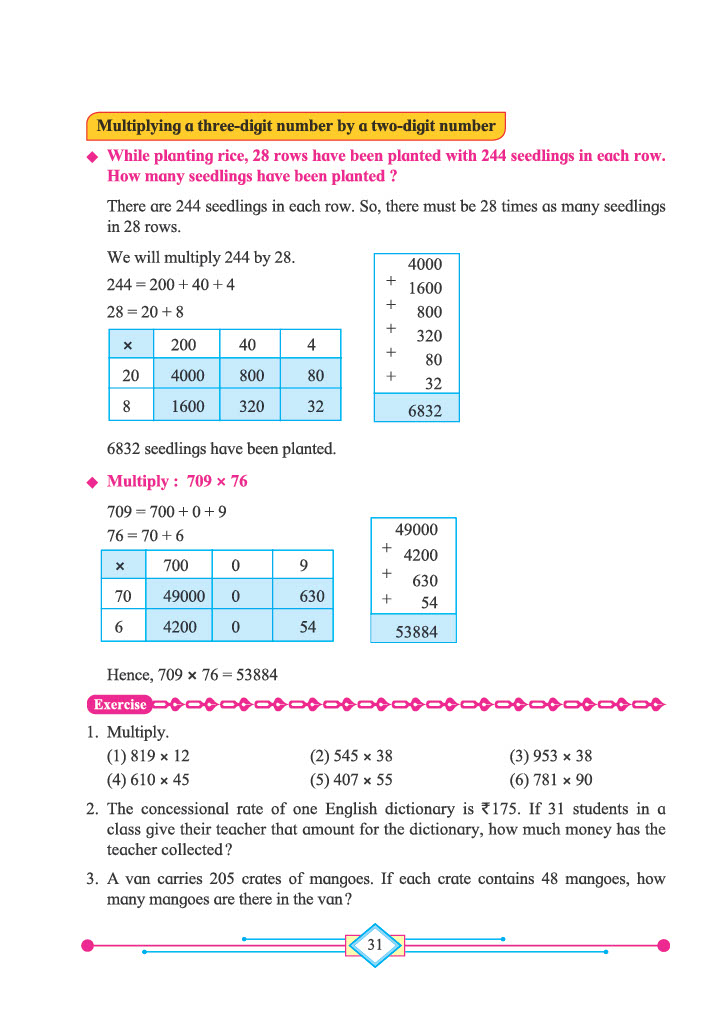 Multiplying a three-digit number by a two-digit number
◆ While planting rice, 28 rows have been planted with 244 seedlings in each row.
How many seedlings have been planted ?
There are 244 seedlings in each row. So, there must be 28 times as many seedlings
in 28 rows.
We will multiply 244 by 28.
244 = 200 + 40 + 4
28 = 20 + 8
× 200 40 4
20 4000 800 80
8 1600 320 32
4000
+ 1600
+ 800
+ 320
+ 80
+ 32
6832
6832 seedlings have been planted.
◆ Multiply : 709 × 76
709 = 700 + 0 + 9
76 = 70 + 6
× 700 0 9
70 49000 0 630
6 4200 0 54
49000
+ 4200
+ 630
+ 54
53884
Hence, 709 × 76 = 53884
Exercise
1. Multiply.
(1) 819 × 12 (2) 545 × 38 (3) 953 × 38
(4) 610 × 45 (5) 407 × 55 (6) 781 × 90
2. The concessional rate of one English dictionary is ₹175. If 31 students in a
class give their teacher that amount for the dictionary, how much money has the
teacher collected ?
3. A van carries 205 crates of mangoes. If each crate contains 48 mangoes, how
many mangoes are there in the van ?
31